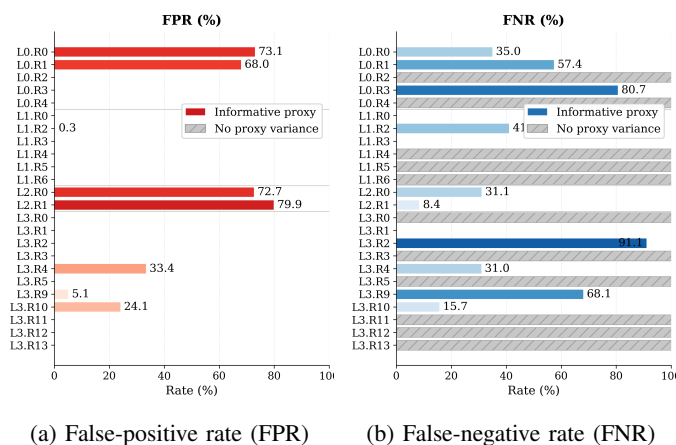 FPR (%)
L0.R0
L0.R1
L0.R2
L0.R3
L0.R4
L1.R0
L1.R2
L1.R3
L1.R4
L1.R5
L1.R6
L2.R0
L2.R1
L3.R0
L3.R1
L3.R2
L3.R3
L3.R4
L3.R5
L3.R9
L3.R10
L3.R11
L3.R12
L3.R13
73.1
68.0
0.3
72.7
79.9
33.4
5.1
24.1
Informative proxy
No proxy variance
0 20 40 60 80 100
Rate (%)
(a) False-positive rate (FPR)
FNR (%)
L0.R0
L0.R1
L0.R2
L0.R3
L0.R4
L1.R0
L1.R2
L1.R3
L1.R4
L1.R5
L1.R6
L2.R0
L2.R1
L3.R0
L3.R1
L3.R2
L3.R3
L3.R4
L3.R5
L3.R9
L3.R10
L3.R11
L3.R12
L3.R13
35.0
57.4
80.7
41
31.1
8.4
91.1
31.0
68.1
15.7
Informative proxy
No proxy variance
0 20 40 60 80 100
Rate (%)
(b) False-negative rate (FNR)